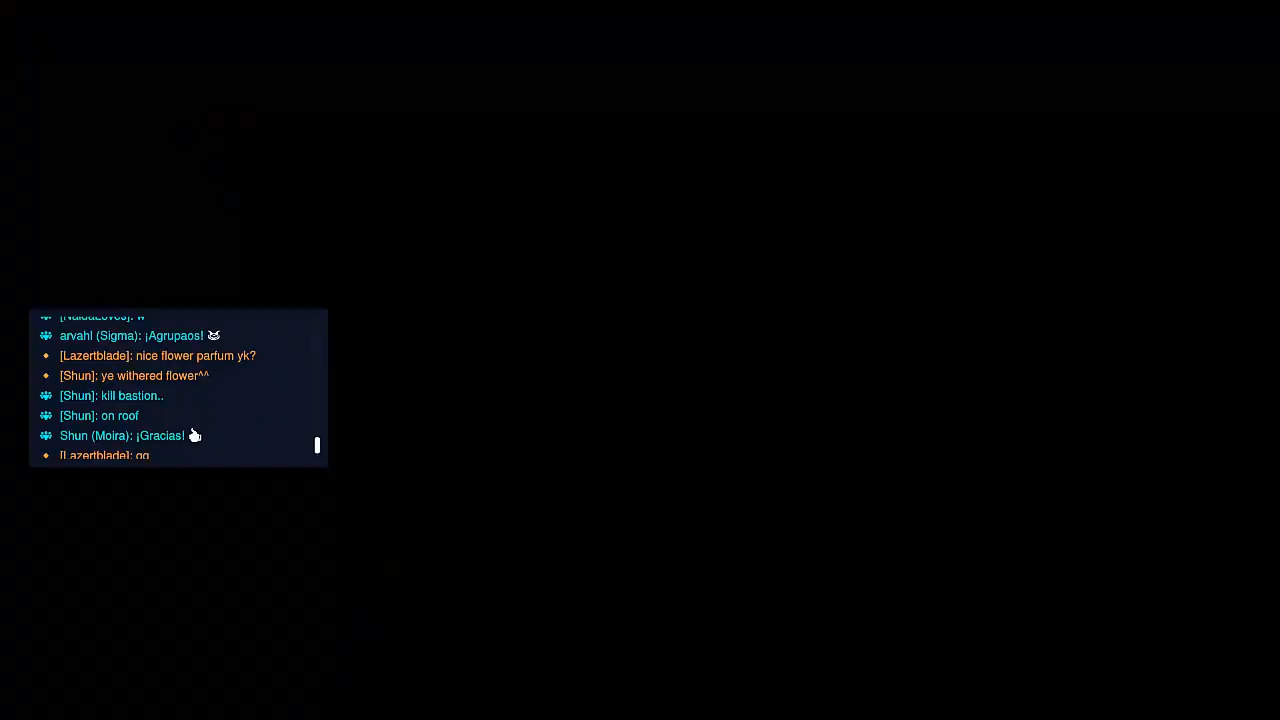 [NaidaLoves]: w
arvahl (Sigma): ¡Agrupaos!
[Lazertblade]: nice flower parfum yk?
[Shun]: ye withered flower^^
[Shun]: kill bastion..
[Shun]: on roof
Shun (Moira): ¡Gracias!
[Lazertblade]: gg